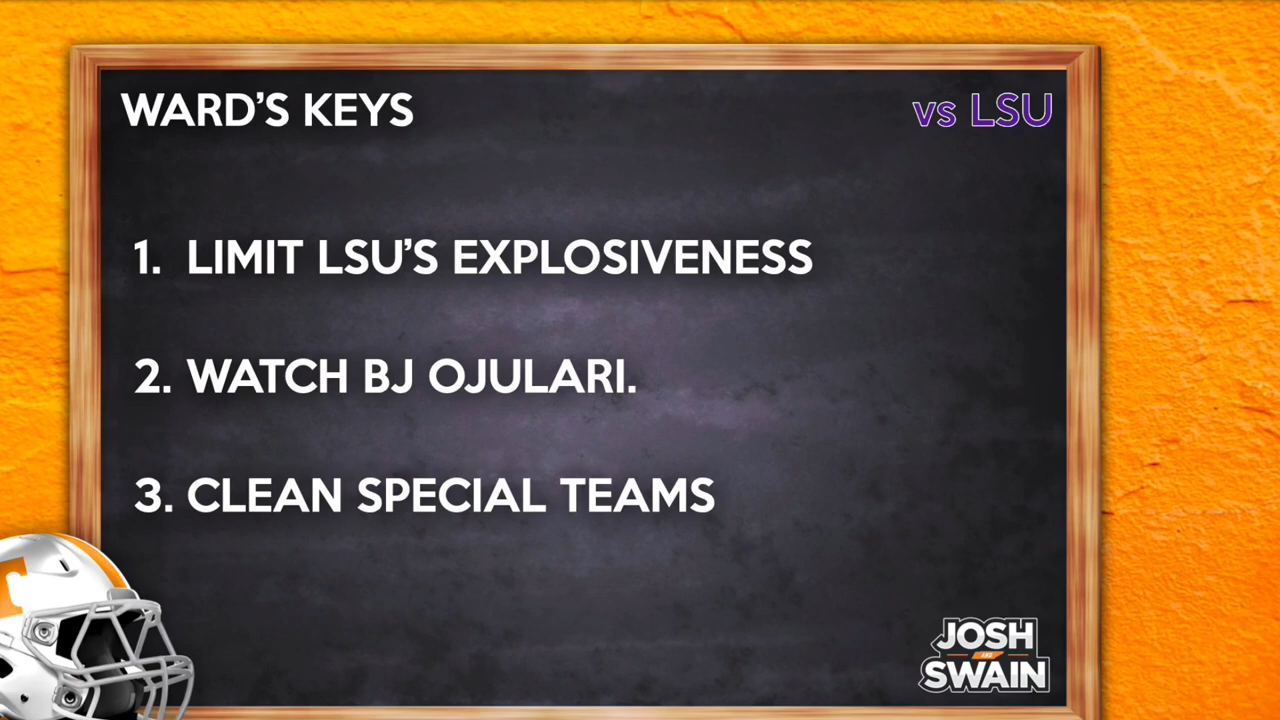 WARD'S KEYS
vs LSU
1. LIMIT LSU'S EXPLOSIVENESS
2. WATCH BJ OJULARI.
3. CLEAN SPECIAL TEAMS
JOSH
AND
SWAIN